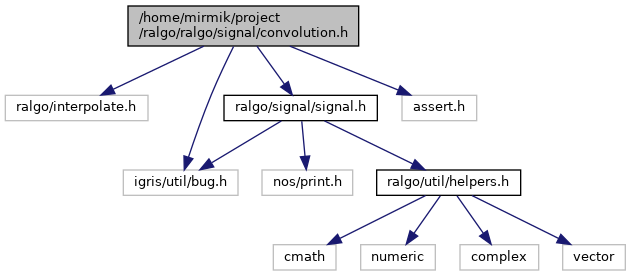 /home/mirmik/project
/ralgo/ralgo/signal/convolution.h
ralgo/interpolate.h
ralgo/signal/signal.h
assert.h
igris/util/bug.h
nos/print.h
ralgo/util/helpers.h
cmath
numeric
complex
vector